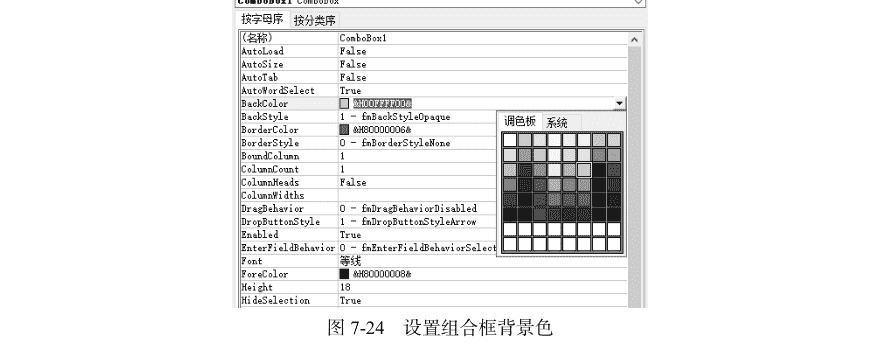 ComboBox1 ComboBox
按字母序 按分类序
(名称) ComboBox1
AutoLoad False
AutoSize False
AutoTab False
AutoWordSelect True
BackColor &H00FFFF00&
BackStyle 1 - fmBackStyleOpaque
调色板 系统
BorderColor &H80000006&
BorderStyle 0 - fmBorderStyleNone
BoundColumn 1
ColumnCount 1
ColumnHeads False
ColumnWidths
DragBehavior 0 - fmDragBehaviorDisabled
DropButtonStyle 1 - fmDropButtonStyleArrow
Enabled True
EnterFieldBehavior 0 - fmEnterFieldBehaviorSelect
Font 等线
ForeColor &H80000008&
Height 18
HideSelection True
图 7-24 设置组合框背景色